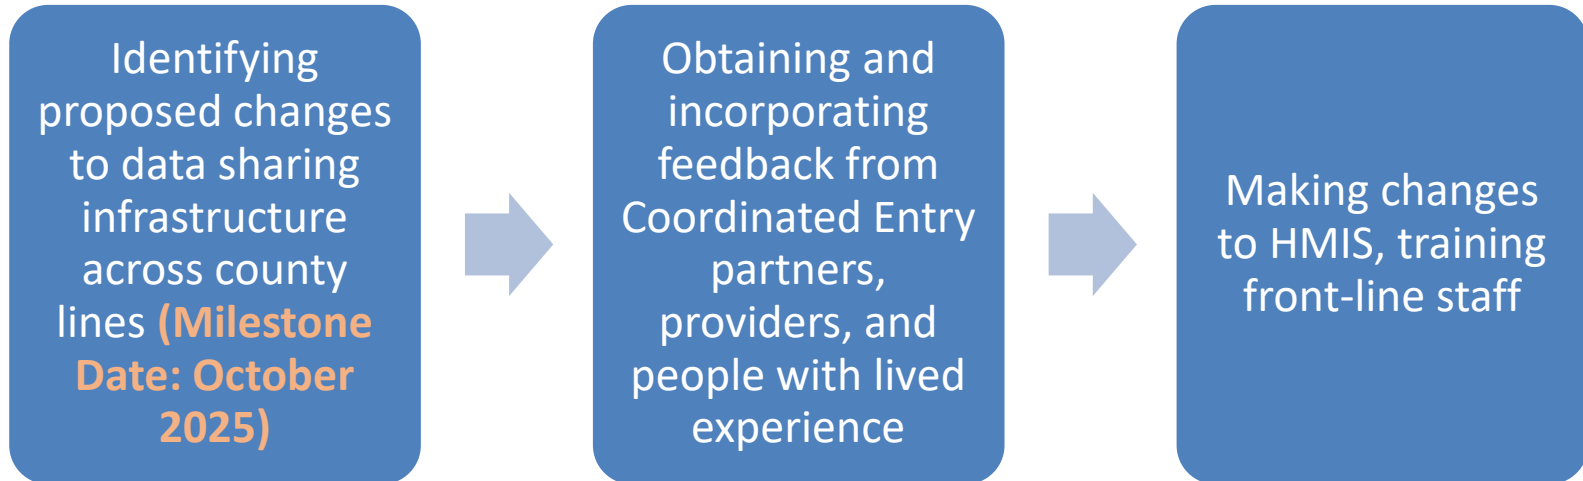 Identifying
proposed changes
to data sharing
infrastructure
across county
lines (Milestone
Date: October
2025)
Obtaining and
incorporating
feedback from
Coordinated Entry
partners,
providers, and
people with lived
experience
Making changes
to HMIS, training
front-line staff